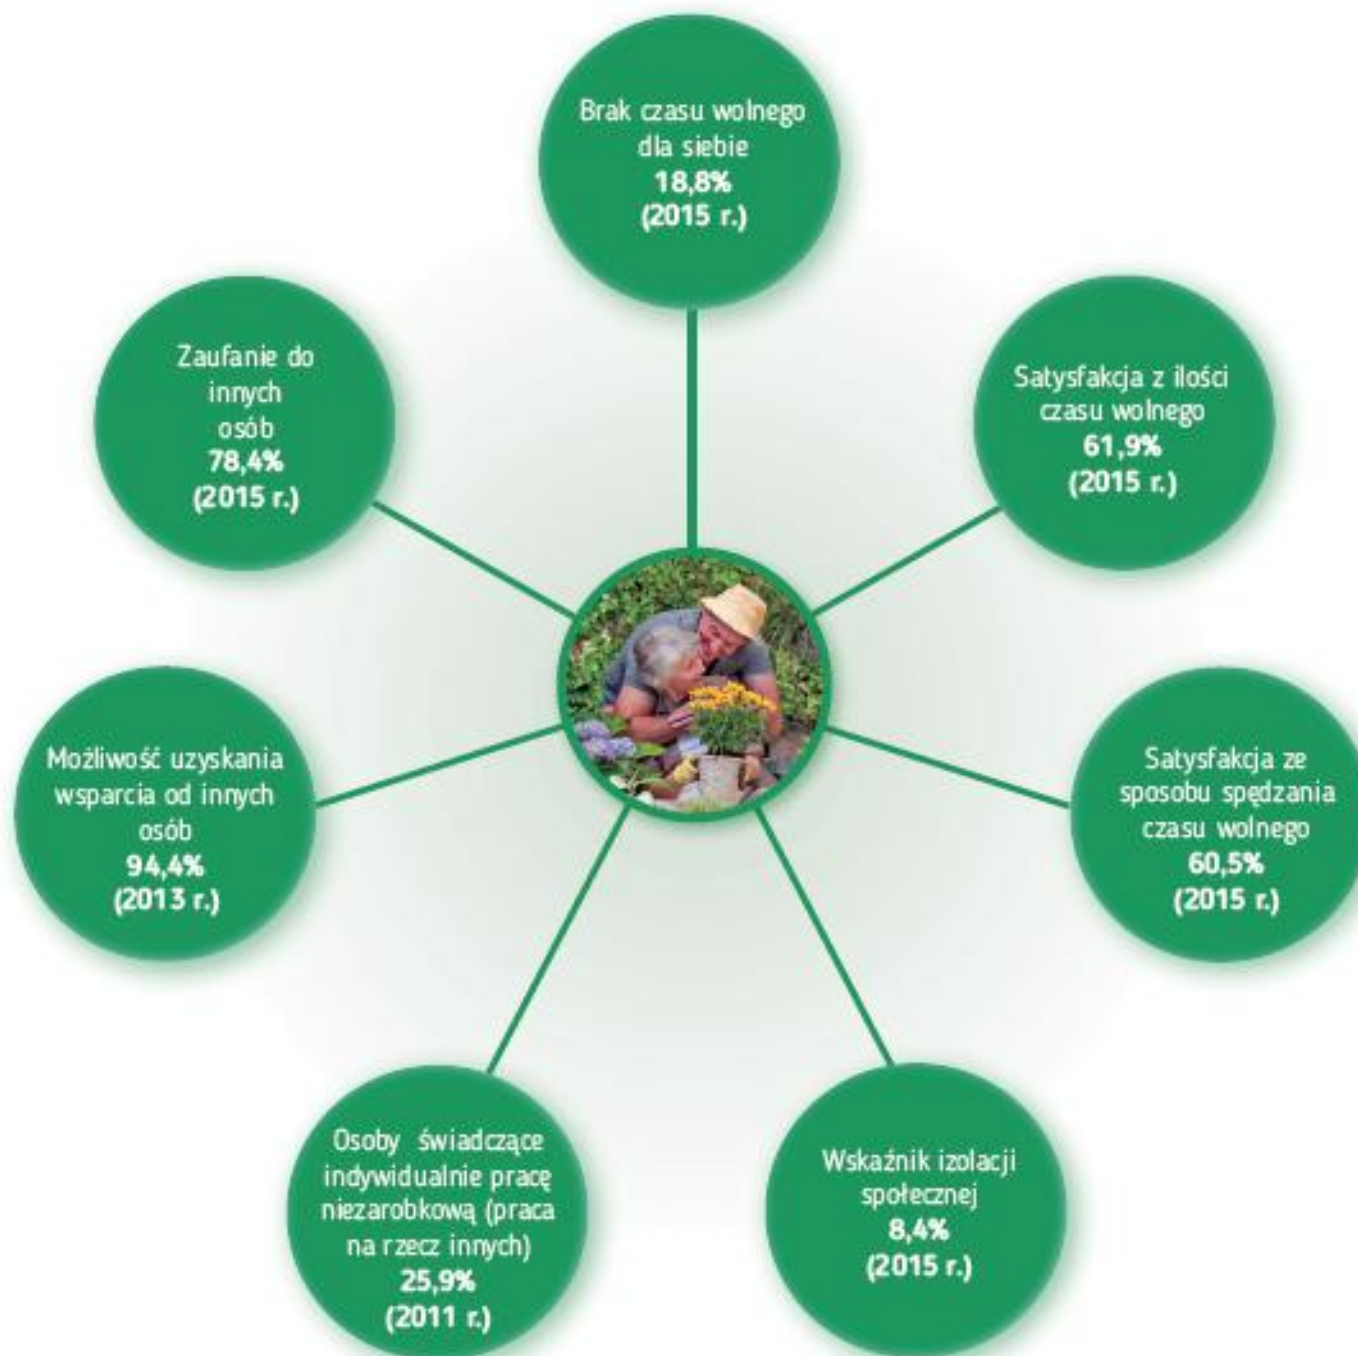 Brak czasu wolnego
dla siebie
18,8%
(2015 r.)
Zaufanie do
innych
osób
78,4%
(2015 r.)
Satysfakcja z ilości
czasu wolnego
61,9%
(2015 r.)
Możliwość uzyskania
wsparcia od innych
osób
94,4%
(2013 r.)
Satysfakcja ze
sposobu spędzania
czasu wolnego
60,5%
(2015 r.)
Osoby świadczące
indywidualnie pracę
niezarobkową (praca
na rzecz innych)
25,9%
(2011 r.)
Wskaźnik izolacji
społecznej
8,4%
(2015 r.)